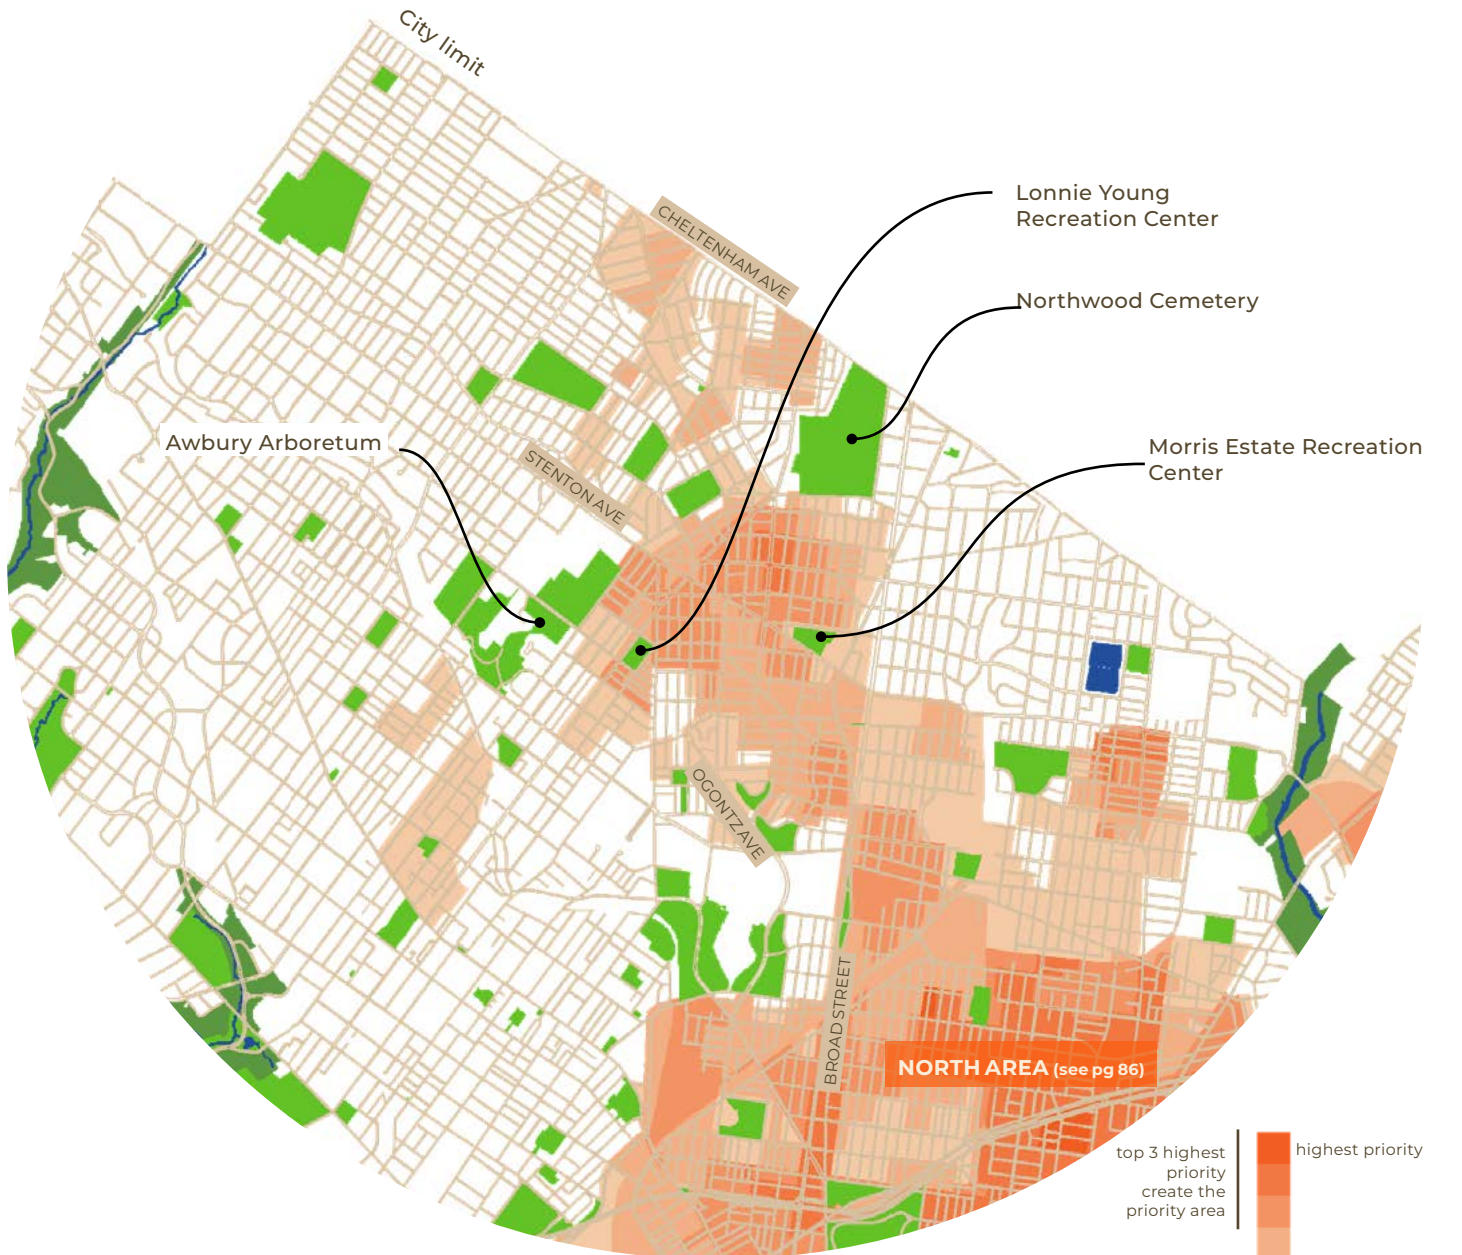 City limit
CHELTENHAM AVE
Lonnie Young
Recreation Center
Northwood Cemetery
Awbury Arboretum
Morris Estate Recreation
Center
STENTON AVE
OGONTZ AVE
BROAD STREET
NORTH AREA (see pg 86)
top 3 highest
priority
create the
priority area
highest priority